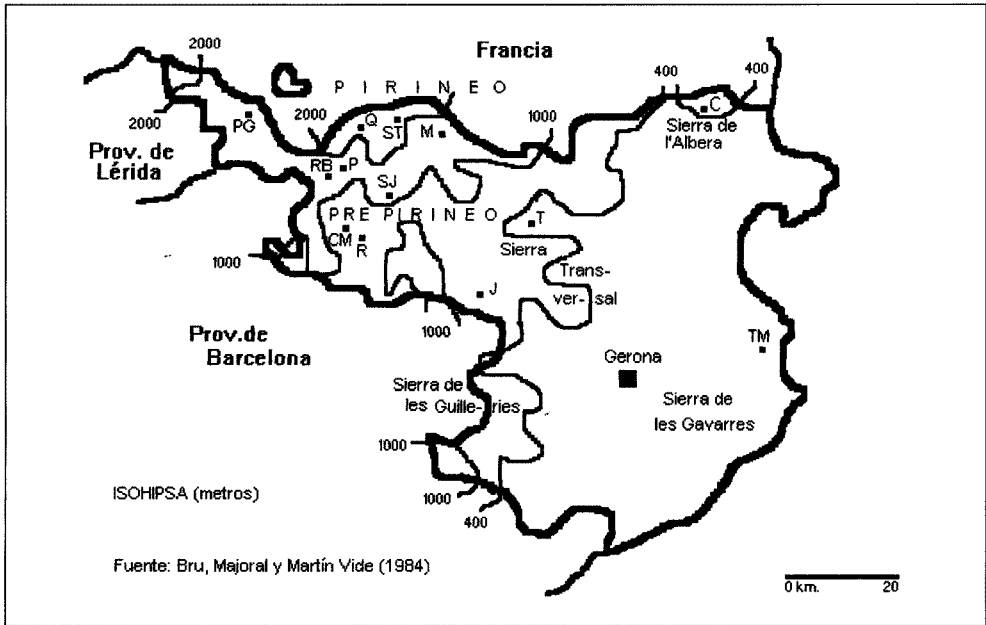 2000
Francia
P I R I N E O
400
400
2000
PG
2000
Q
ST
M
1000
C
Sierra de
l'Albera
Prov. de
Lérida
RB
P
SJ
PRE PIRINEO
T
CM
R
Sierra
1000
Trans-
versal
J
1000
Prov.de
Barcelona
TM
Gerona
Sierra de
les Guille-ries
Sierra de
les Gavarres
1000
ISOHIPSA (metros)
1000
400
Fuente: Bru, Majoral y Martín Vide (1984)
0 km. 20